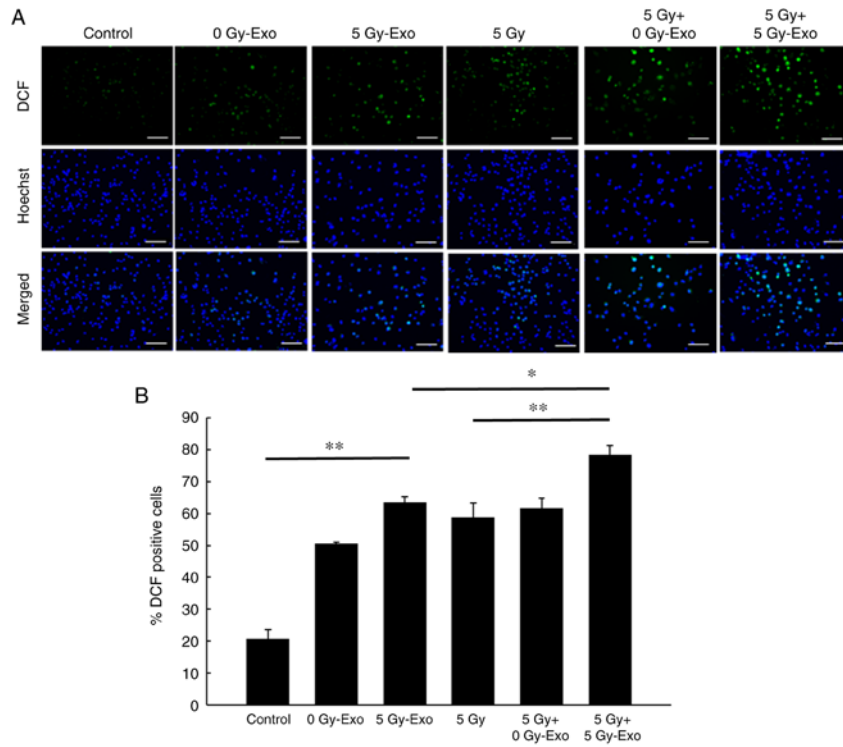 A
Control
0 Gy-Exo
5 Gy-Exo
5 Gy
5 Gy+
0 Gy-Exo
5 Gy+
5 Gy-Exo
DCF
Hoechst
Merged
B
*
**
**
% DCF positive cells
90
80
70
60
50
40
30
20
10
0
Control
0 Gy-Exo
5 Gy-Exo
5 Gy
5 Gy+
0 Gy-Exo
5 Gy+
5 Gy-Exo